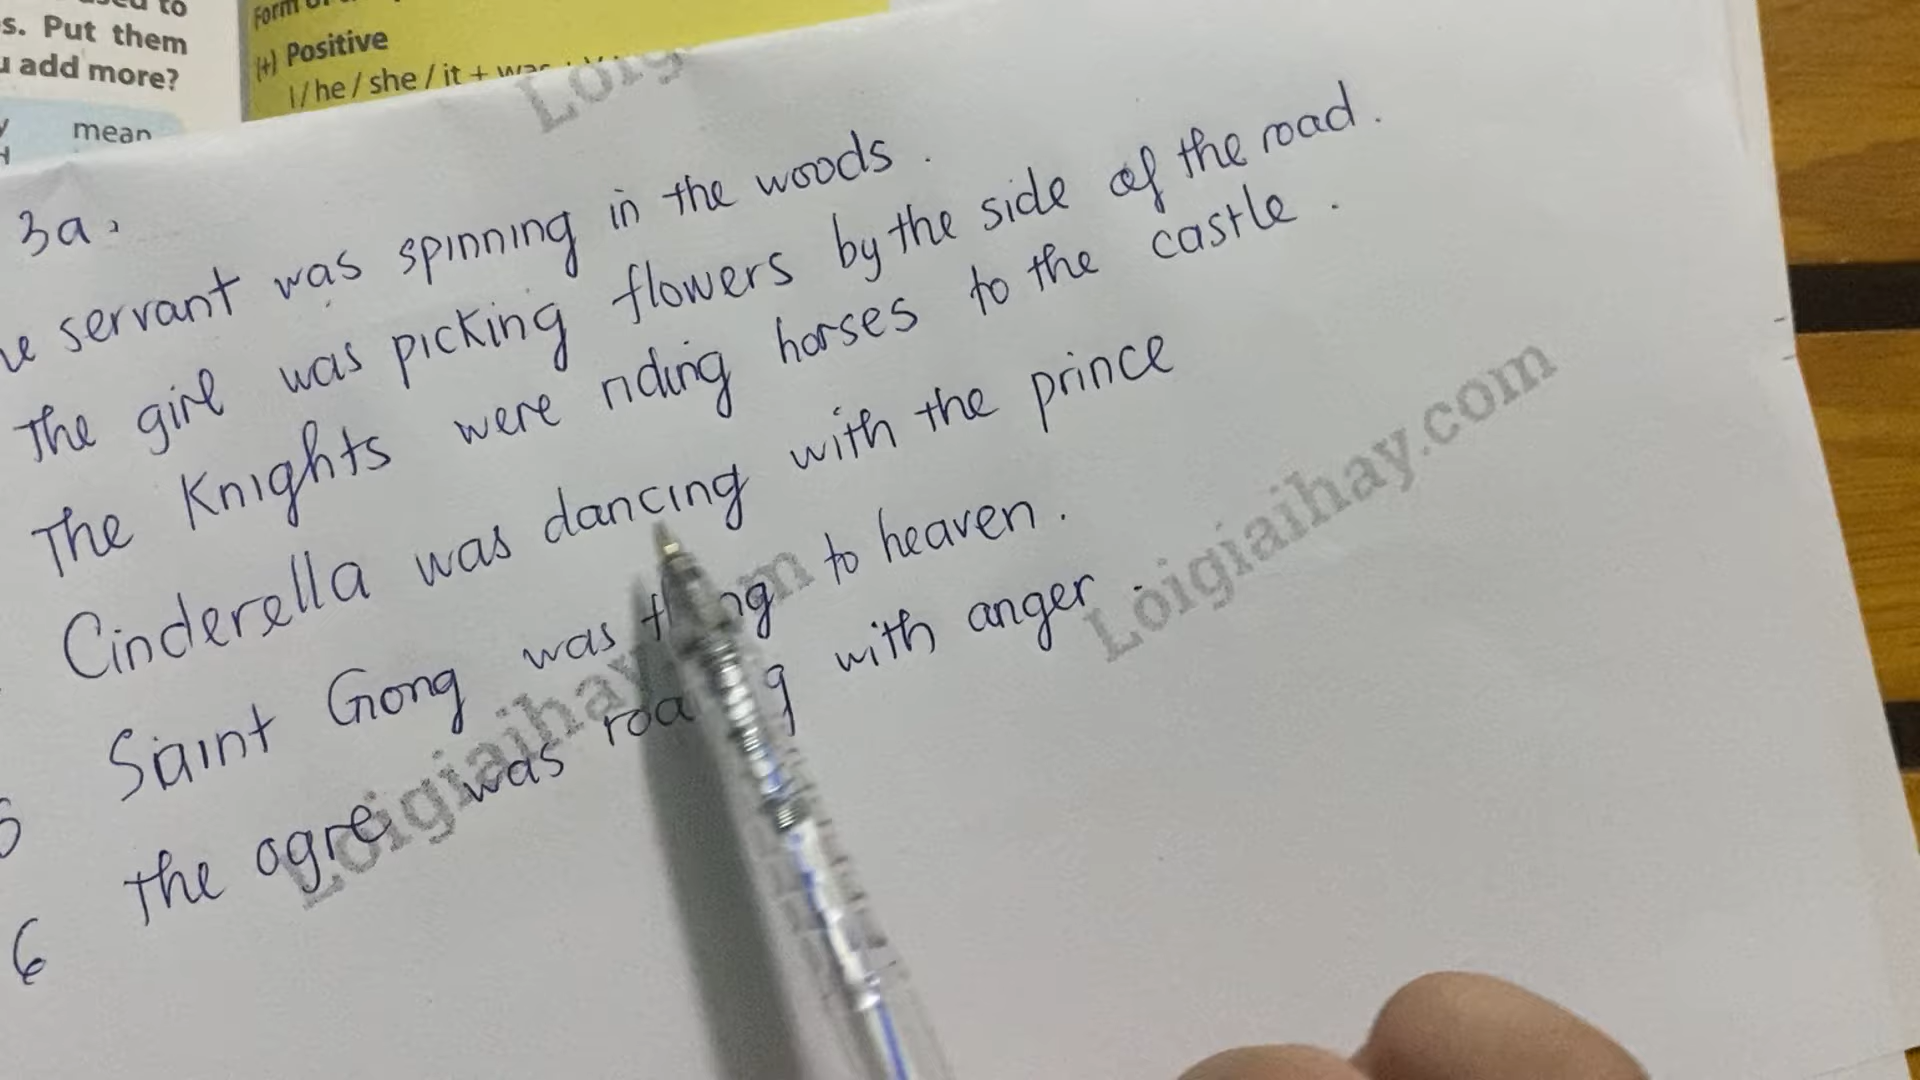 s. Put them
add more?
mean
(+) Positive
I / he / she / it + was
3a,
servant was spinning in the woods.
The girl was picking flowers by the side of the road.
The Knights were riding horses to the castle.
Cinderella was dancing with the prince
Saint Giong was to heaven.
6 The ogre was with anger.
Loigiaihay.com
Loigiaihay